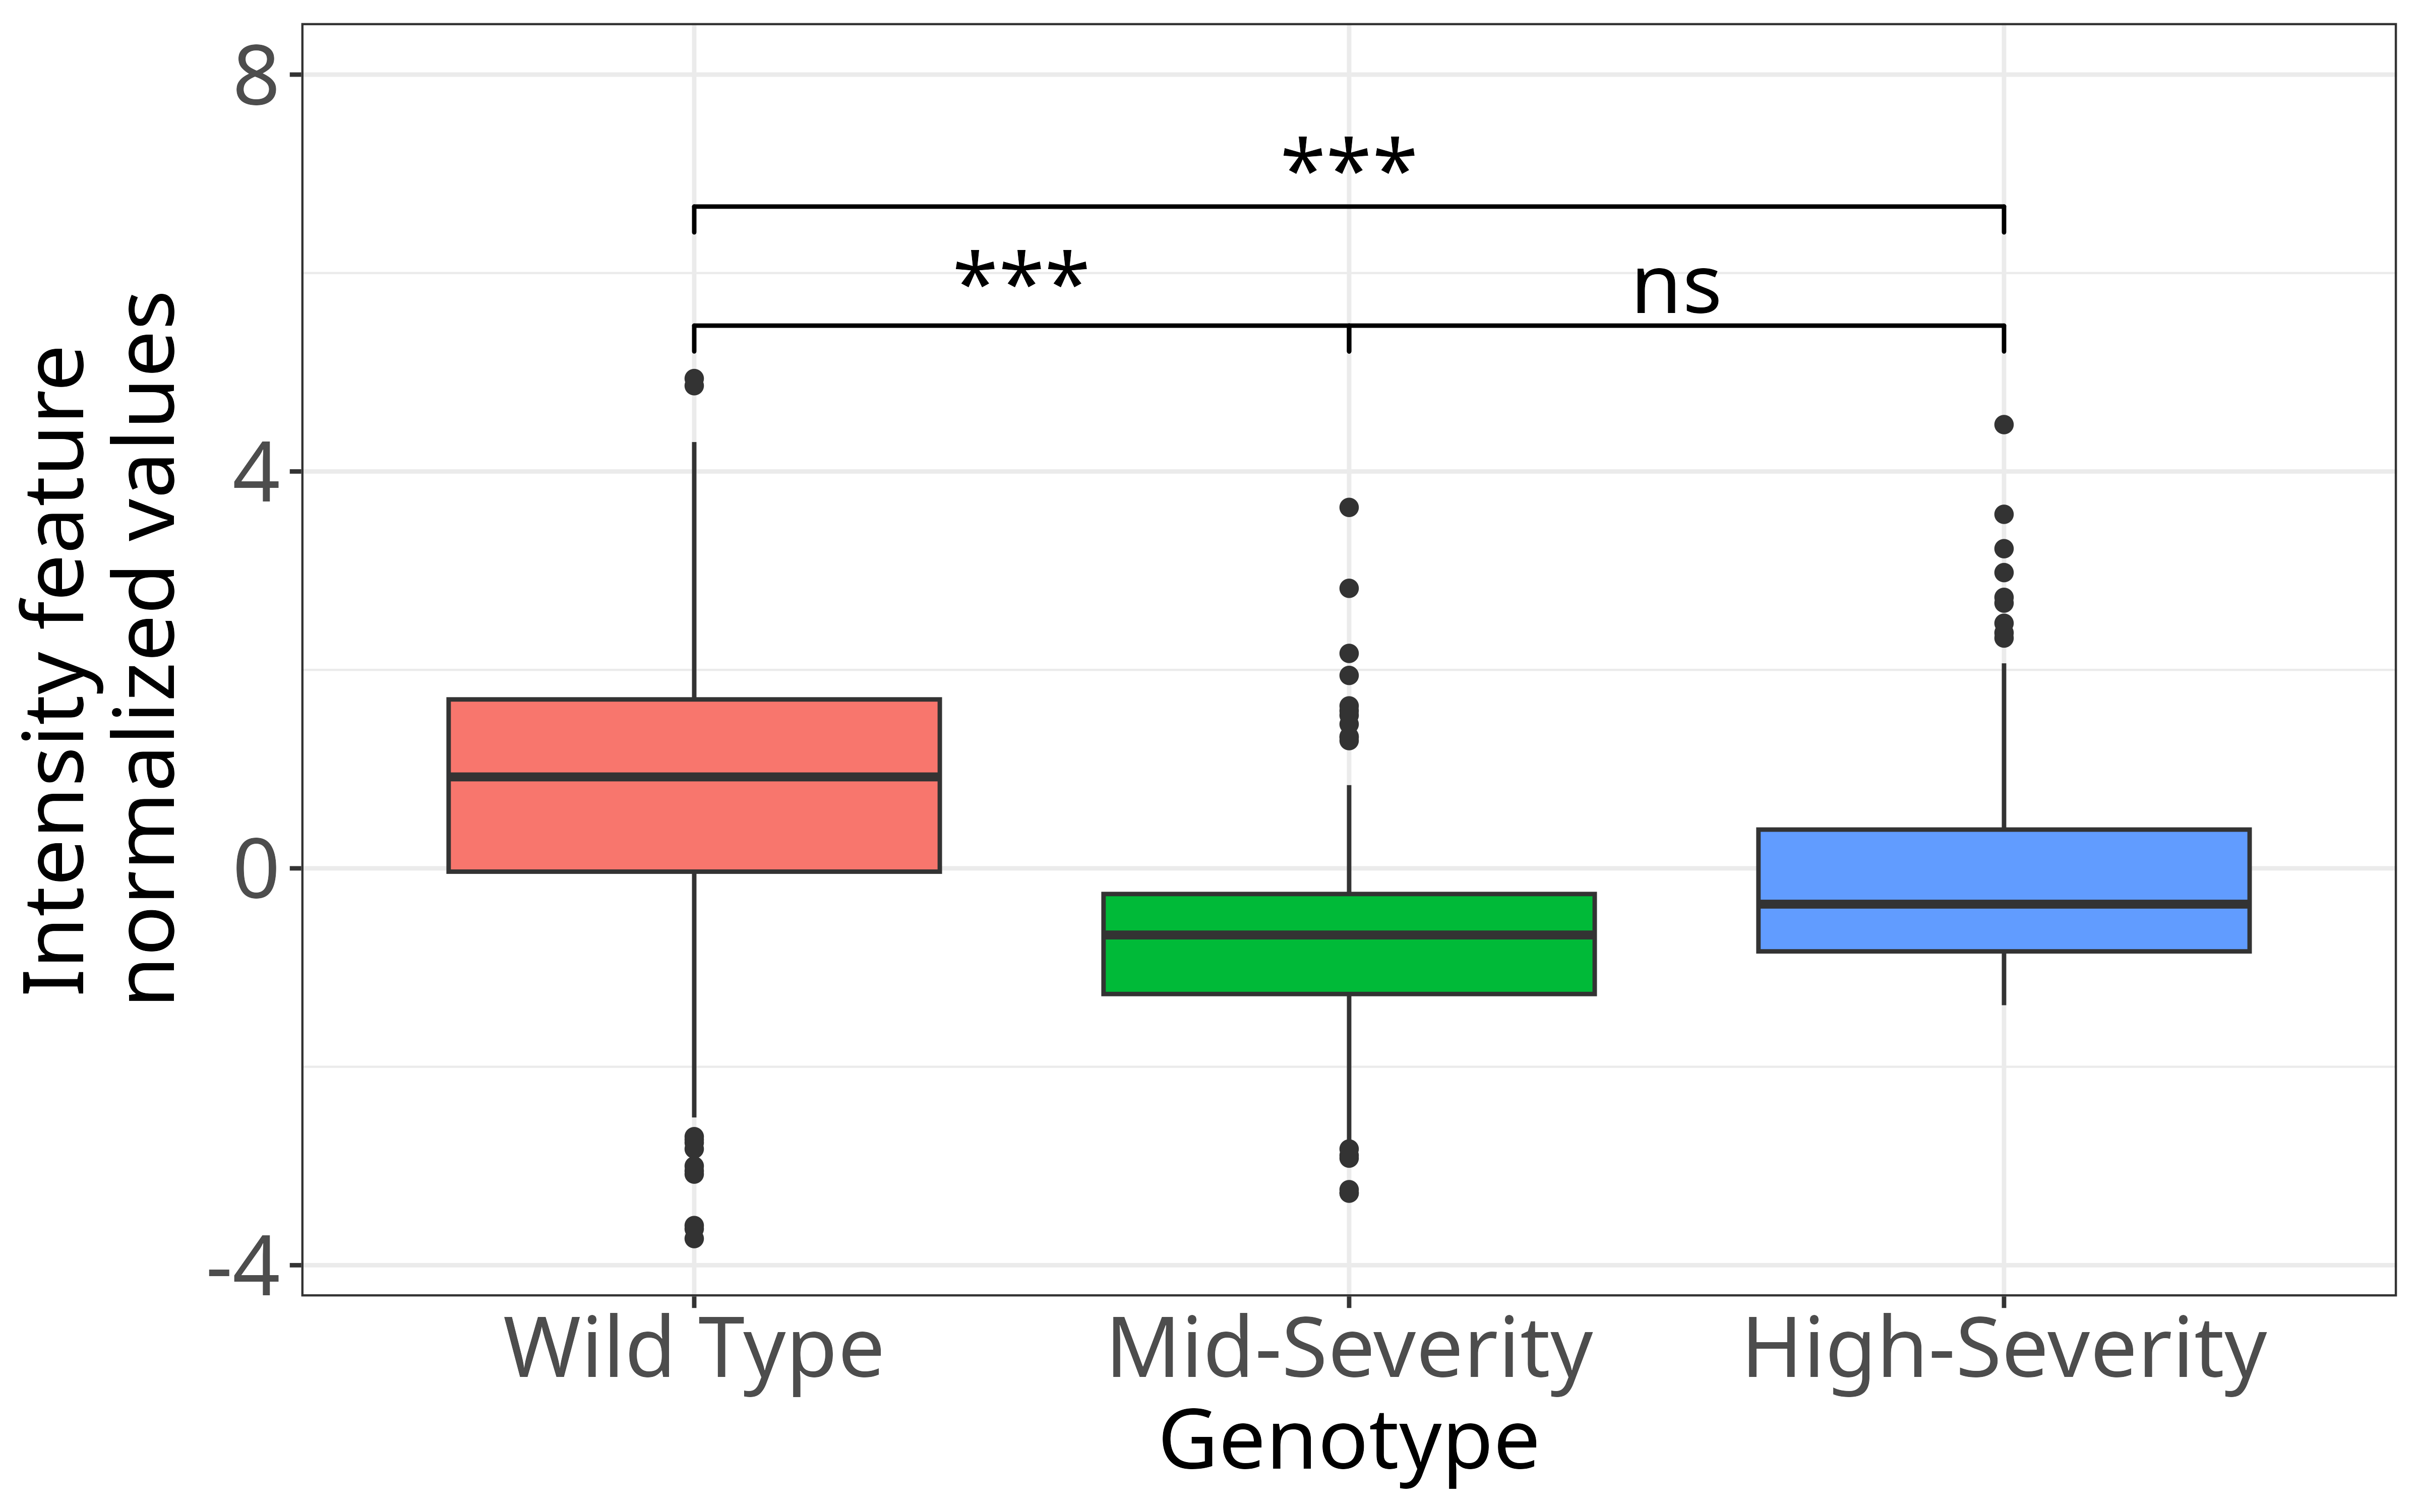 Intensity feature
normalized values
8
4
0
-4
***
***
ns
Wild Type
Mid-Severity
High-Severity
Genotype